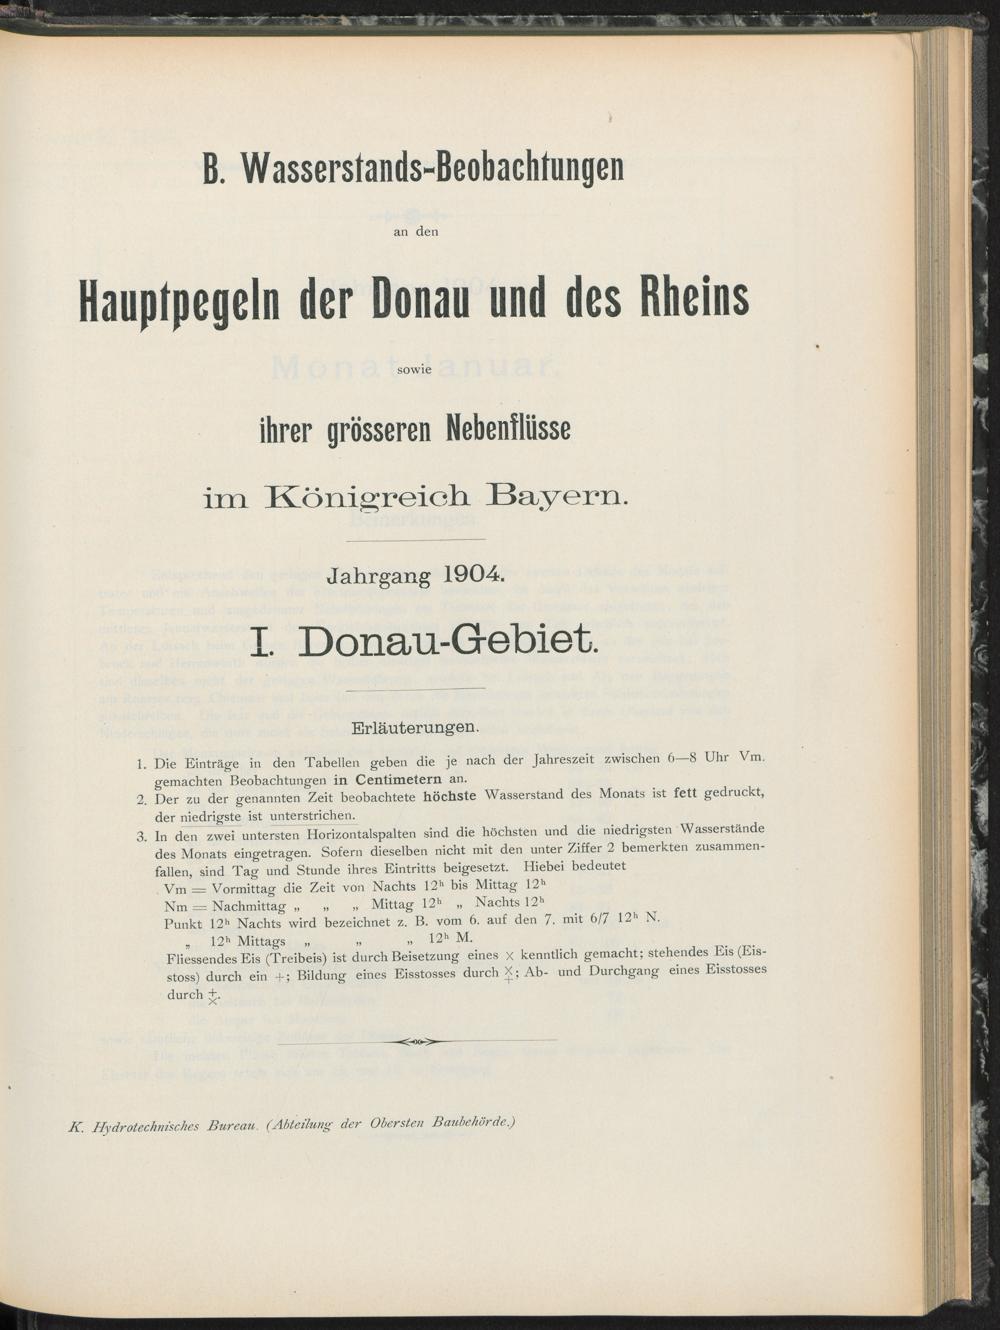 B. Wasserstands-Beobachtungen
an den
Hauptpegeln der Donau und des Rheins
sowie
ihrer grösseren Nebenflüsse
im Königreich Bayern.
Jahrgang 1904.
I. Donau-Gebiet.
Erläuterungen.
1. Die Einträge in den Tabellen geben die je nach der Jahreszeit zwischen 6—8 Uhr Vm.
gemachten Beobachtungen in Centimetern an.
2. Der zu der genannten Zeit beobachtete höchste Wasserstand des Monats ist fett gedruckt,
der niedrigste ist unterstrichen.
3. In den zwei untersten Horizontalspalten sind die höchsten und die niedrigsten Wasserstände
des Monats eingetragen. Sofern dieselben nicht mit den unter Ziffer 2 bemerkten zusammen-
fallen, sind Tag und Stunde ihres Eintritts beigesetzt. Hiebei bedeutet
Vm = Vormittag die Zeit von Nachts 12ʰ bis Mittag 12ʰ
Nm = Nachmittag „ „ „ Mittag 12ʰ „ Nachts 12ʰ
Punkt 12ʰ Nachts wird bezeichnet z. B. vom 6. auf den 7. mit 6/7 12ʰ N.
„ 12ʰ Mittags „ „ „ 12ʰ M.
Fliessendes Eis (Treibeis) ist durch Beisetzung eines × kenntlich gemacht; stehendes Eis (Eis-
stoss) durch ein +; Bildung eines Eisstosses durch ×+; Ab- und Durchgang eines Eisstosses
durch +×.
K. Hydrotechnisches Bureau. (Abteilung der Obersten Baubehörde.)